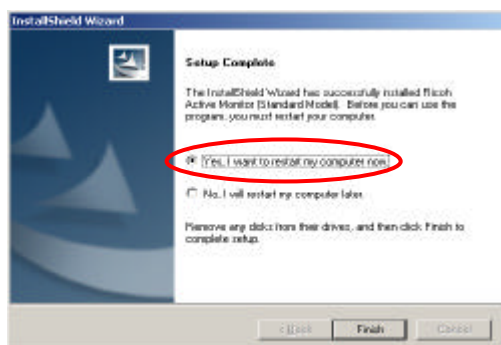 InstallShield Wizard
Setup Complete
The InstallShield Wizard has successfully installed Ricoh
Active Monitor (Standard Model). Before you can use the
program, you must restart your computer.
Yes, I want to restart my computer now.
No, I will restart my computer later.
Remove any disks from their drives, and then click Finish to
complete setup.
< Back
Finish
Cancel